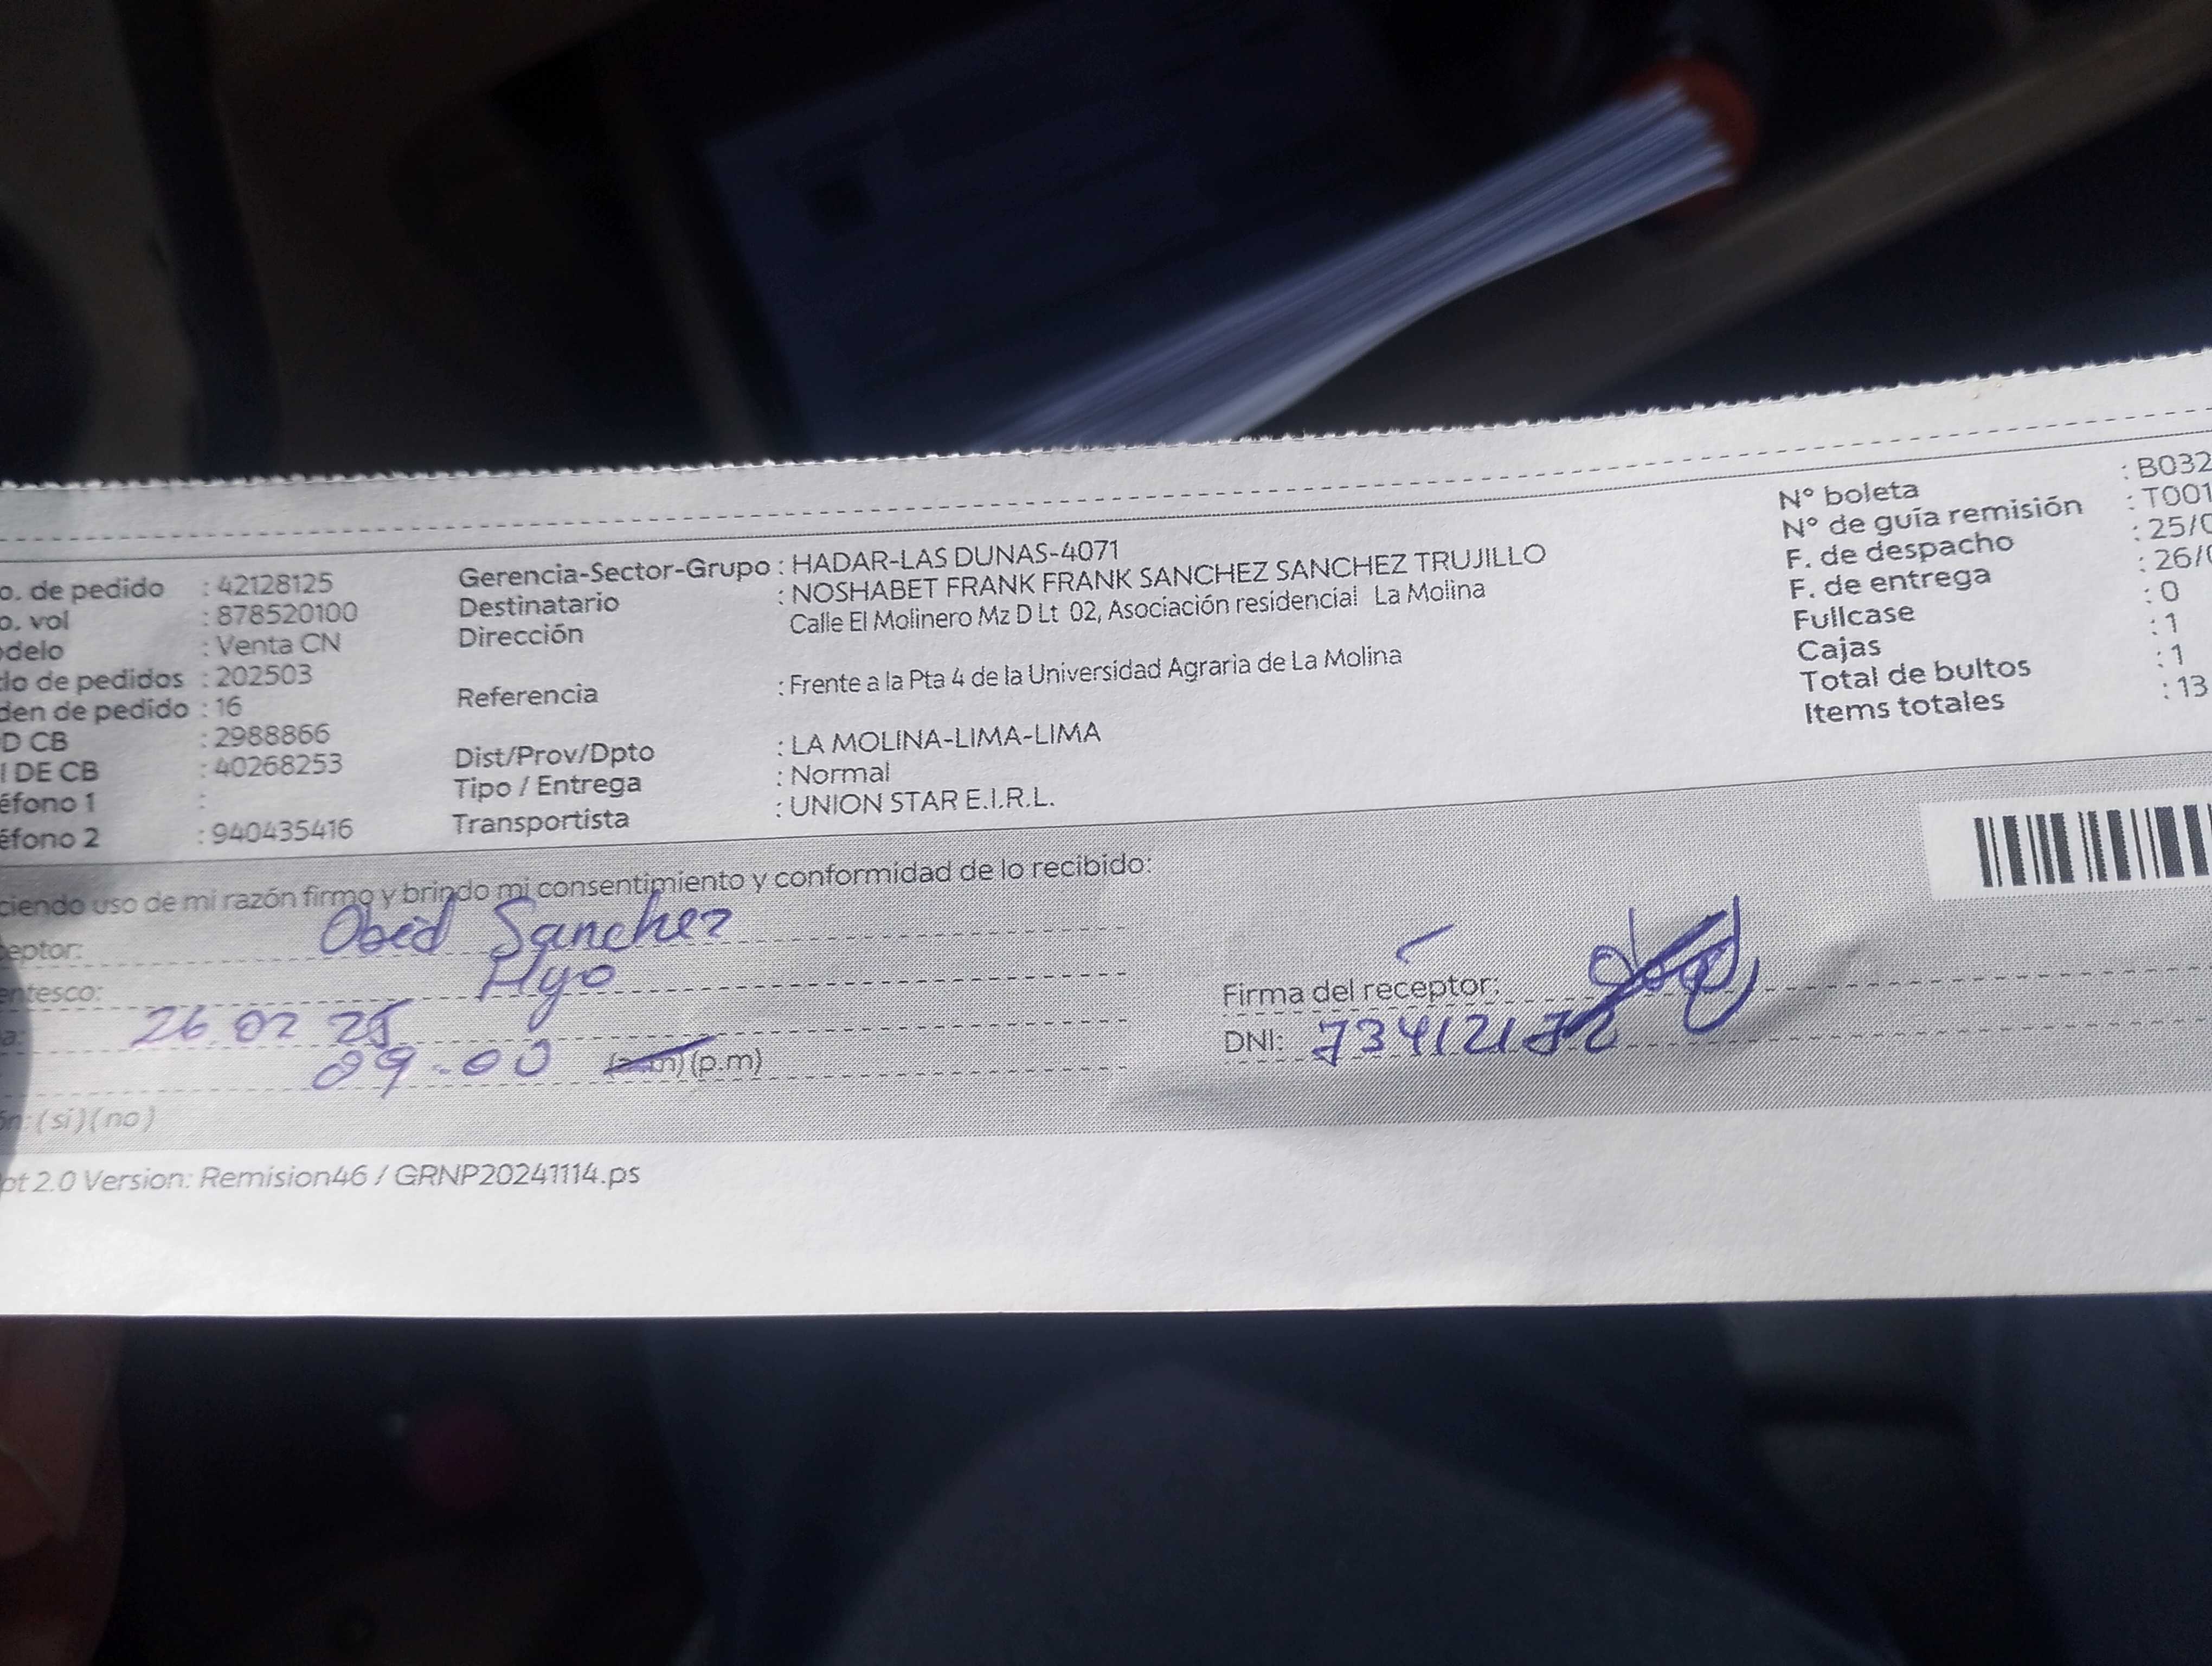 o. de pedido : 42128125
o. vol : 878520100
odelo : Venta CN
clo de pedidos : 202503
den de pedido : 16
D CB : 2988866
I DE CB : 40268253
éfono 1 :
éfono 2 : 940435416
Gerencia-Sector-Grupo : HADAR-LAS DUNAS-4071
Destinatario : NOSHABET FRANK FRANK SANCHEZ SANCHEZ TRUJILLO
Dirección Calle El Molinero Mz D Lt 02, Asociación residencial La Molina
Referencia : Frente a la Pta 4 de la Universidad Agraria de La Molina
Dist/Prov/Dpto : LA MOLINA-LIMA-LIMA
Tipo / Entrega : Normal
Transportista : UNION STAR E.I.R.L.
N° boleta : B032
N° de guía remisión : T001
F. de despacho : 25/0
F. de entrega : 26/0
Fullcase : 0
Cajas : 1
Total de bultos : 1
Items totales : 13
ciendo uso de mi razón firmo y brindo mi consentimiento y conformidad de lo recibido:
eptor: Obed Sanchez
entesco: Hyo
a: 26.02 25
09:00 (a.m) (p.m)
ón: (si) (no)
Firma del receptor:
DNI: 73412172
pt 2.0 Version: Remision46 / GRNP20241114.ps